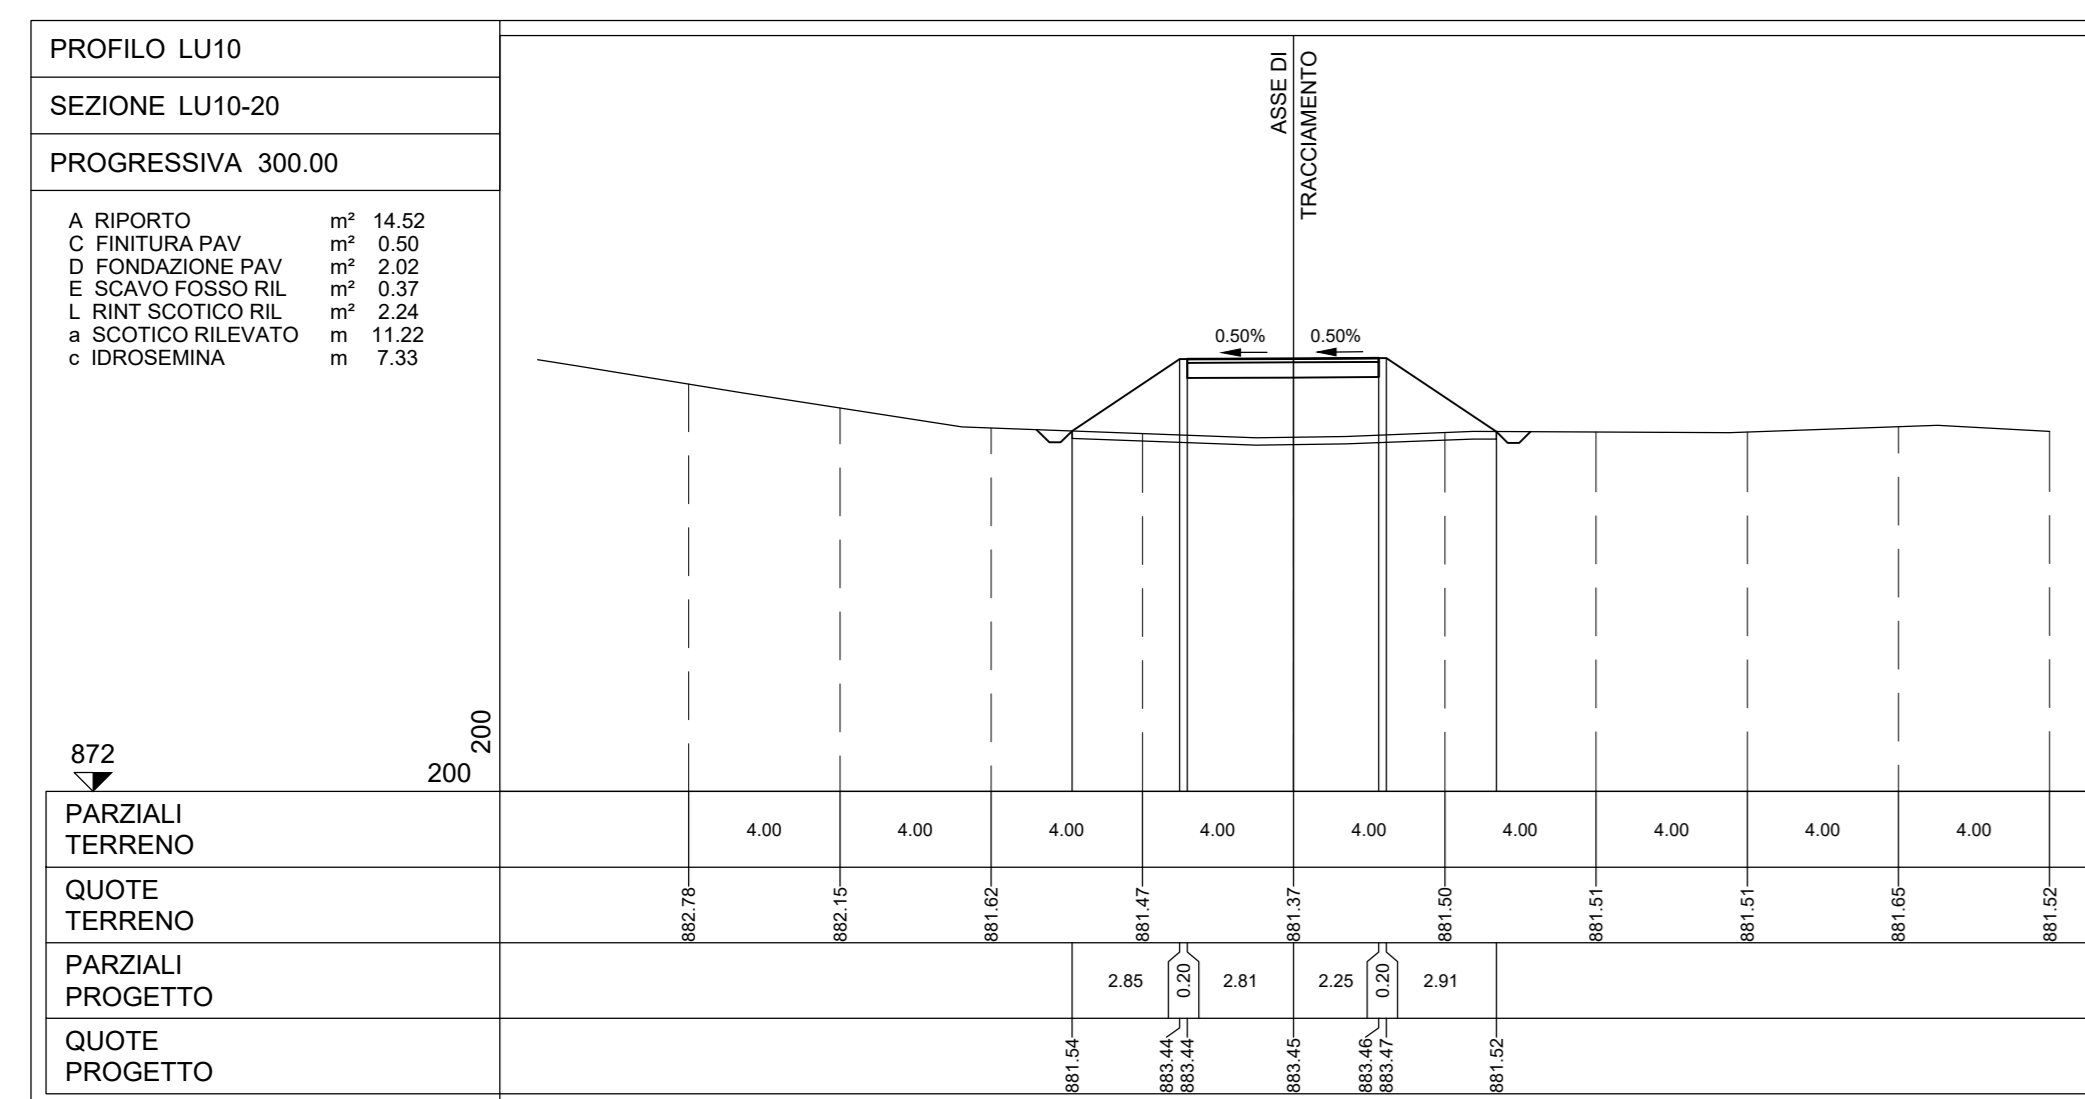 PROFILO LU10
SEZIONE LU10-20
PROGRESSIVA 300.00
A RIPORTO m² 14.52
C FINITURA PAV m² 0.50
D FONDAZIONE PAV m² 2.02
E SCAVO FOSSO RIL m² 0.37
L RINT SCOTICO RIL m² 2.24
a SCOTICO RILEVATO m 11.22
c IDROSEMINA m 7.33
ASSE DI
TRACCIAMENTO
0.50% 0.50%
872
200
200
PARZIALI
TERRENO
4.00 4.00 4.00 4.00 4.00 4.00 4.00 4.00 4.00
QUOTE
TERRENO
882.78 882.15 881.62 881.47 881.37 881.50 881.51 881.51 881.65 881.52
PARZIALI
PROGETTO
2.85 0.20 2.81 2.25 0.20 2.91
QUOTE
PROGETTO
881.54 883.44 883.44 883.45 883.46 883.47 881.52